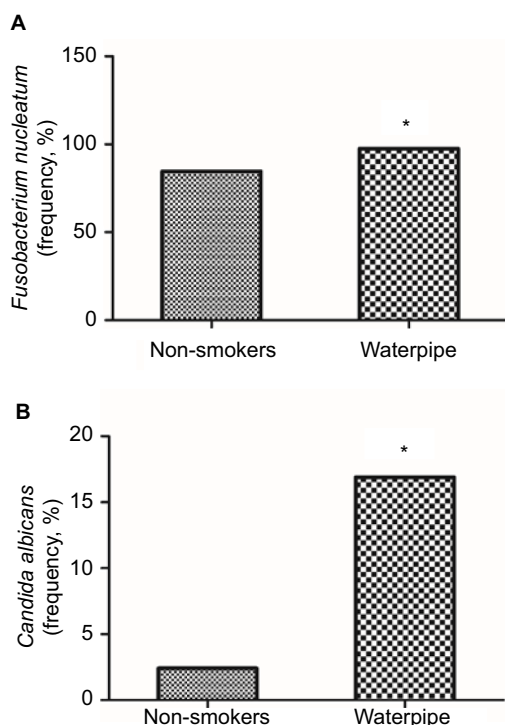 A
Fusobacterium nucleatum
(frequency, %)
150
100
50
0
*
Non-smokers Waterpipe
B
Candida albicans
(frequency, %)
20
15
10
5
0
*
Non-smokers Waterpipe